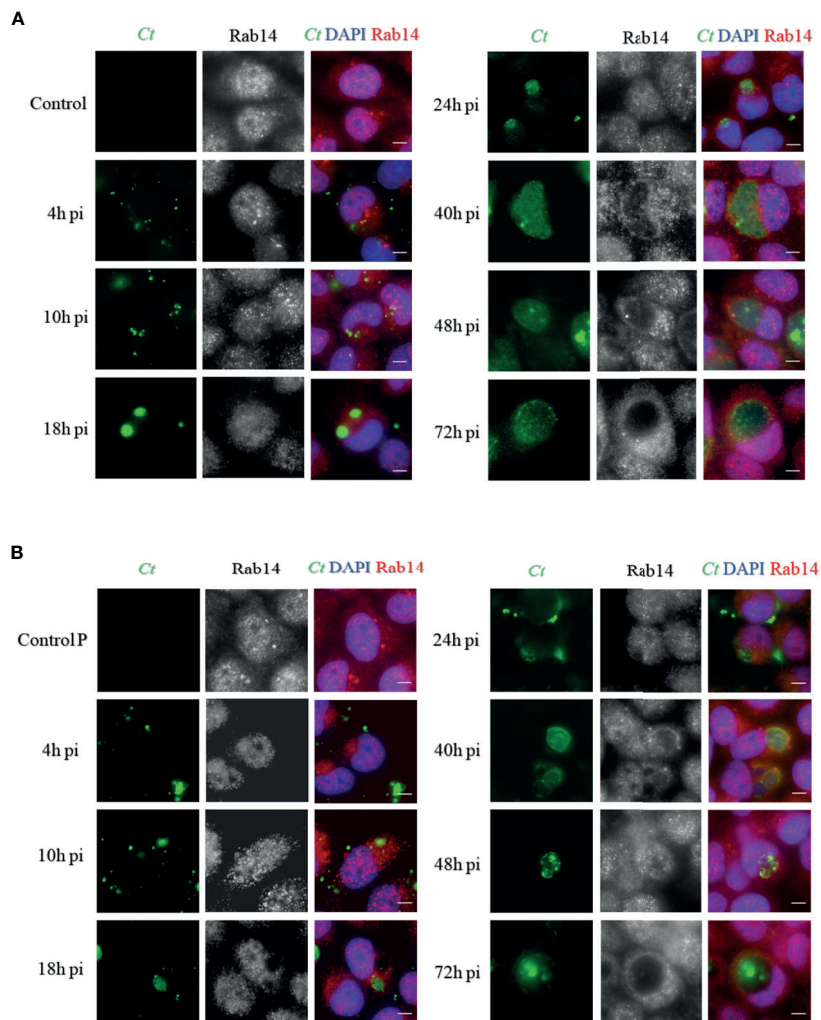 A
Ct Rab14 Ct DAPI Rab14
Control
4h pi
10h pi
18h pi
Ct Rab14 Ct DAPI Rab14
24h pi
40h pi
48h pi
72h pi
B
Ct Rab14 Ct DAPI Rab14
Control P
4h pi
10h pi
18h pi
Ct Rab14 Ct DAPI Rab14
24h pi
40h pi
48h pi
72h pi